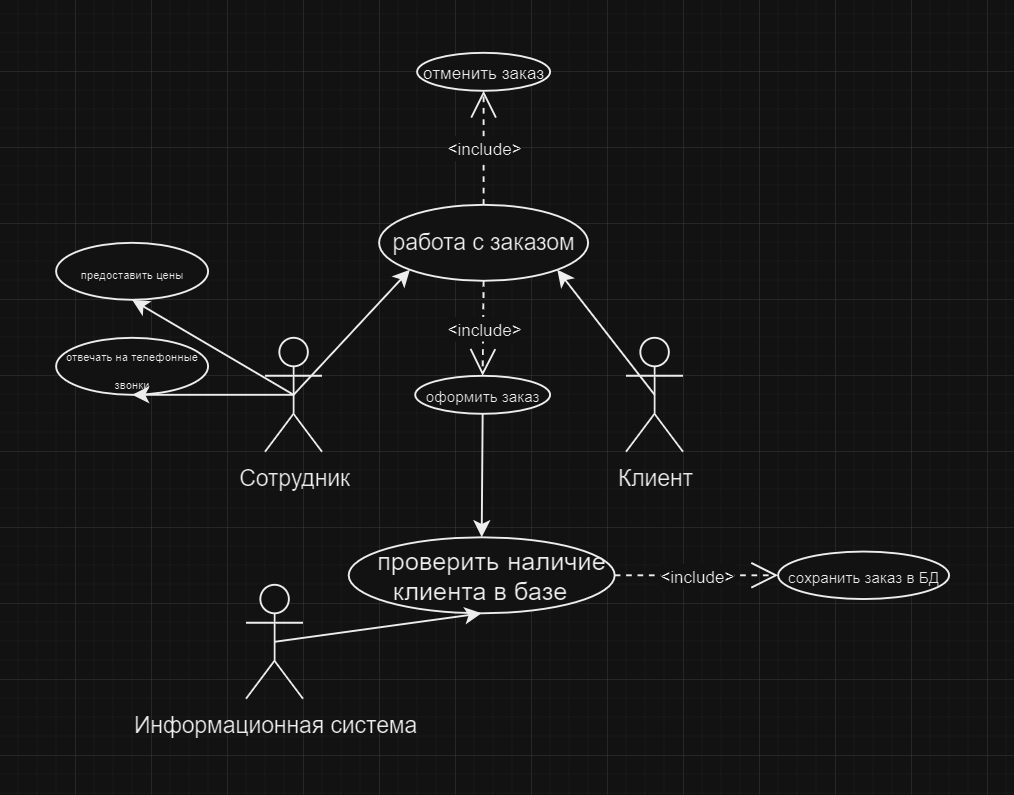 отменить заказ
<include>
работа с заказом
предоставить цены
<include>
отвечать на телефонные
звонки
оформить заказ
Сотрудник
Клиент
проверить наличие
клиента в базе
<include>
сохранить заказ в БД
Информационная система